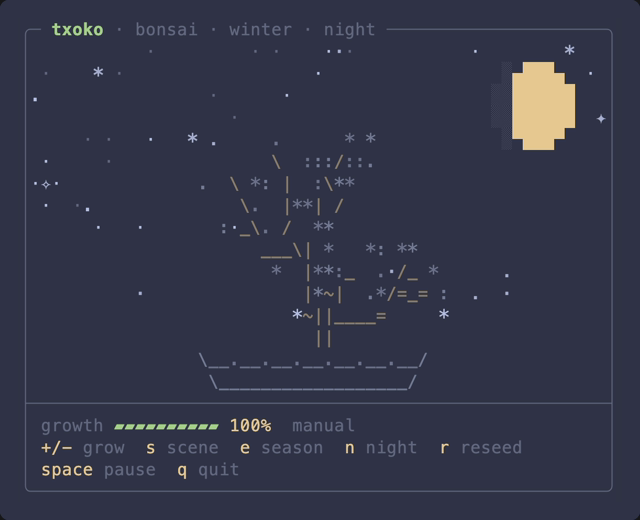 txoko · bonsai · winter · night
growth 100% manual
+/- grow s scene e season n night r reseed
space pause q quit